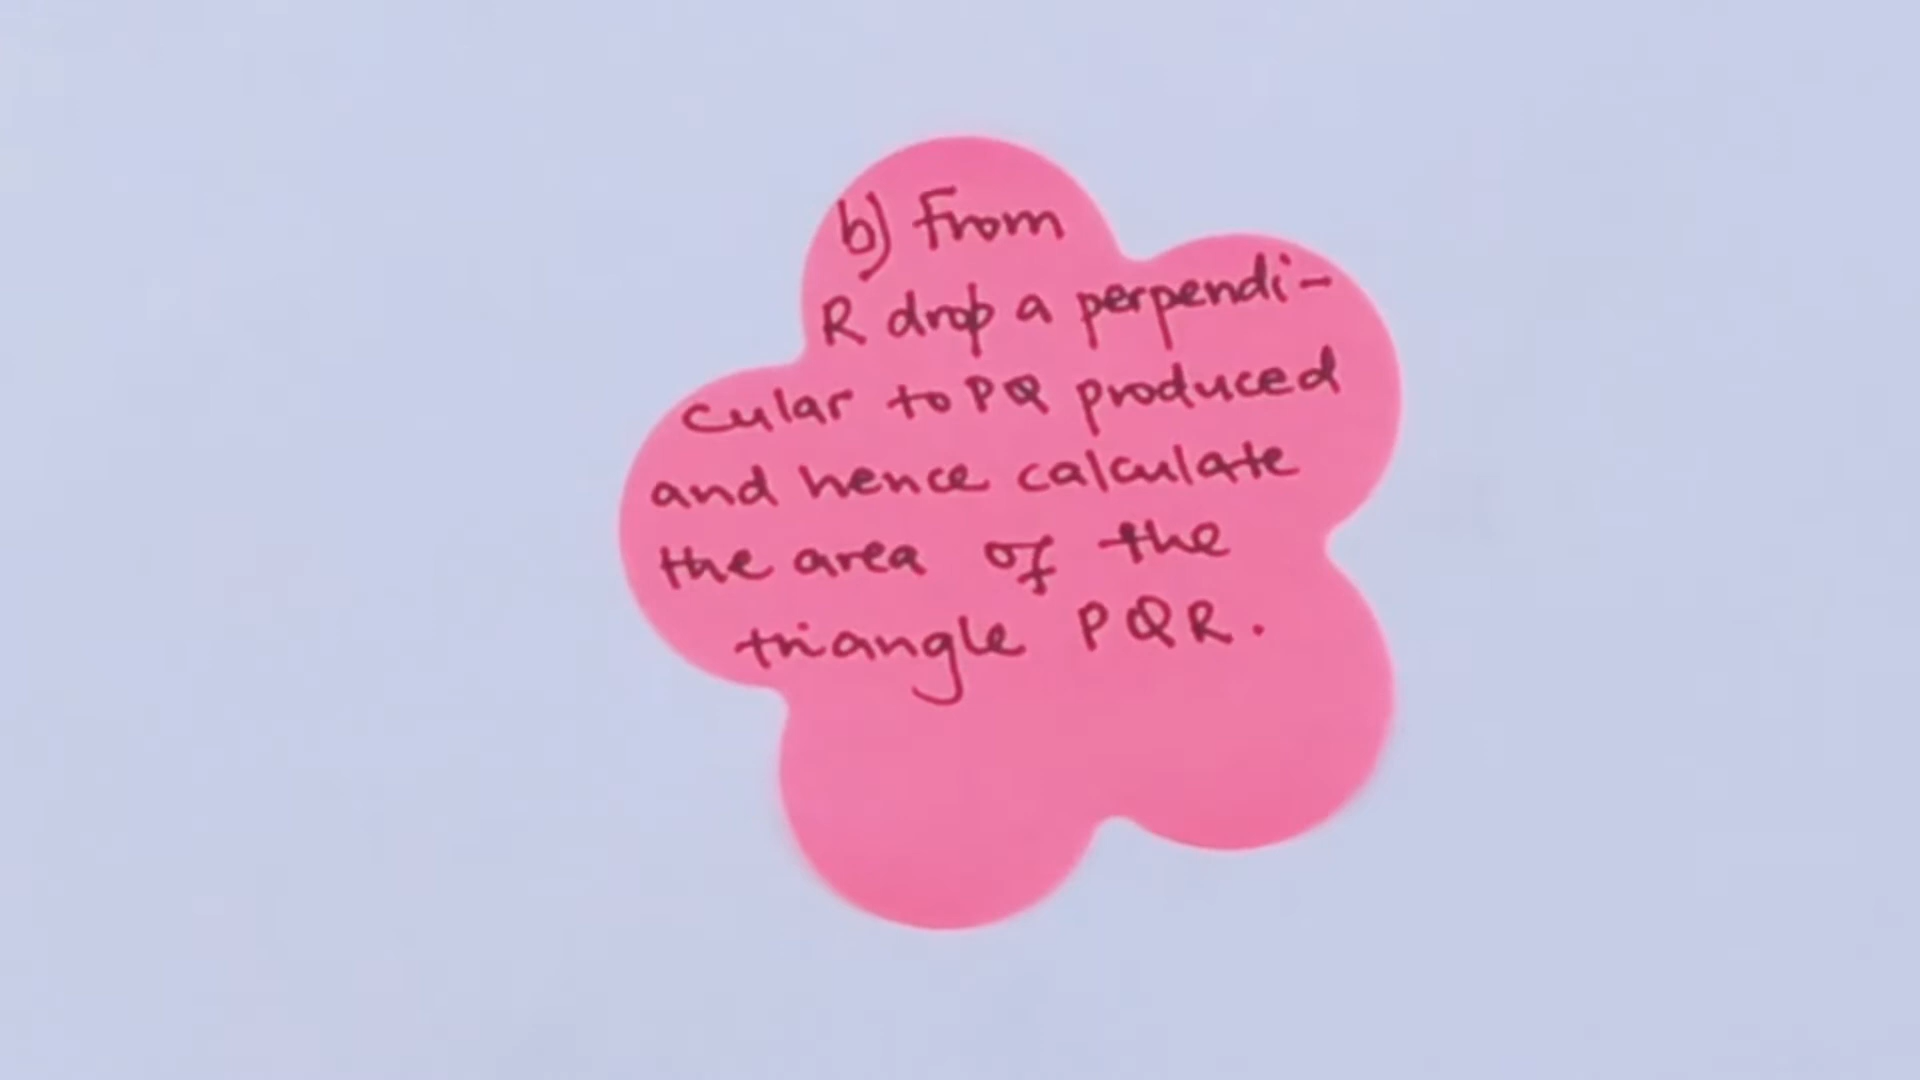 b) From
R drop a perpendi-
cular to PQ produced
and hence calculate
the area of the
triangle PQR.